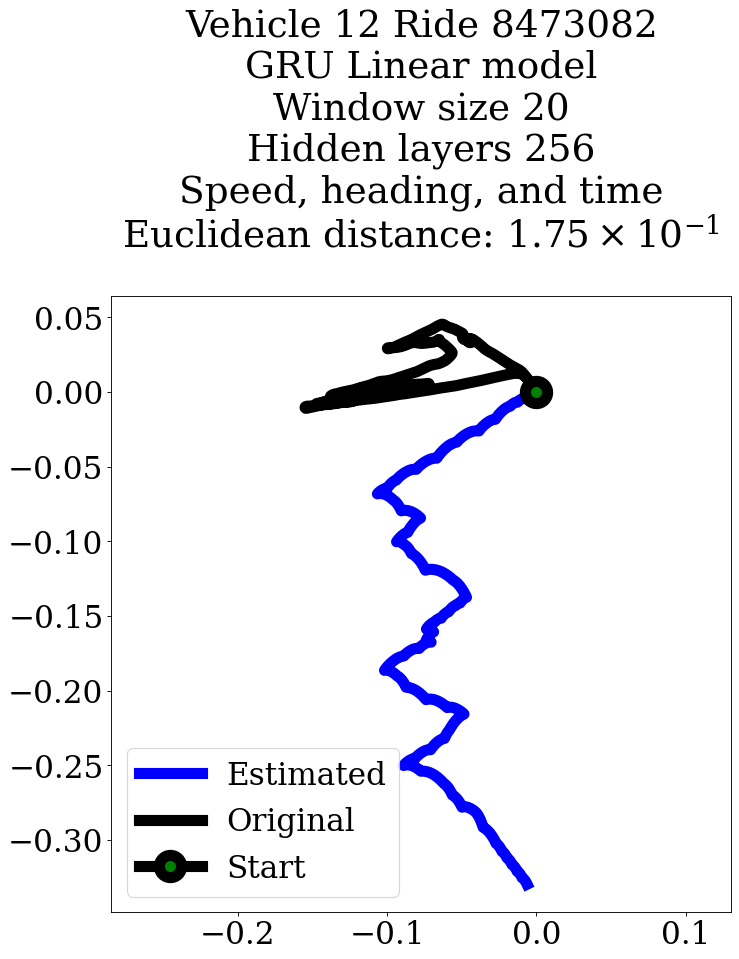 Vehicle 12 Ride 8473082
GRU Linear model
Window size 20
Hidden layers 256
Speed, heading, and time
Euclidean distance: 1.75 × 10⁻¹
0.05
0.00
−0.05
−0.10
−0.15
−0.20
−0.25
−0.30
Estimated
Original
Start
−0.2
−0.1
0.0
0.1